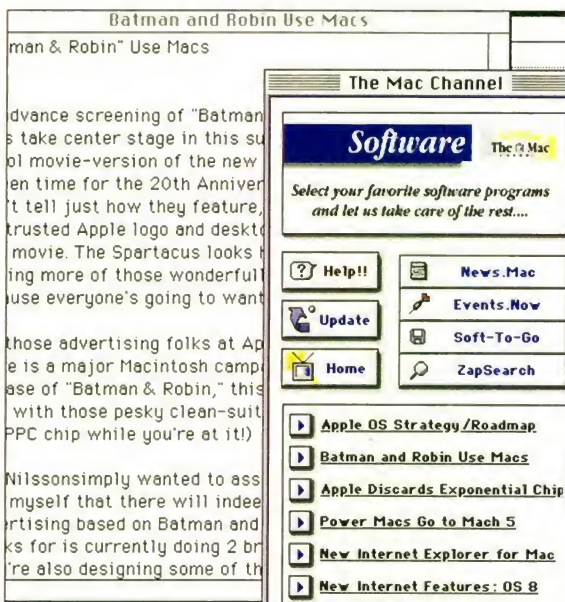 Batman and Robin Use Macs
man & Robin" Use Macs
dvance screening of "Batman
s take center stage in this su
ol movie-version of the new
en time for the 20th Anniver
't tell just how they feature,
trusted Apple logo and deskto
movie. The Spartacus looks
ing more of those wonderful
use everyone's going to want
those advertising folks at Ap
e is a major Macintosh camp
ase of "Batman & Robin," this
with those pesky clean-suit
PPC chip while you're at it!)
Nilssonsimply wanted to ass
myself that there will indee
rtising based on Batman and
ks for is currently doing 2 br
're also designing some of th
The Mac Channel
Software
The Mac
Select your favorite software programs
and let us take care of the rest....
Help!!
Update
Home
News.Mac
Events.Now
Soft-To-Go
ZapSearch
Apple OS Strategy/Roadmap
Batman and Robin Use Macs
Apple Discards Exponential Chip
Power Macs Go to Mach 5
New Internet Explorer for Mac
New Internet Features: OS 8